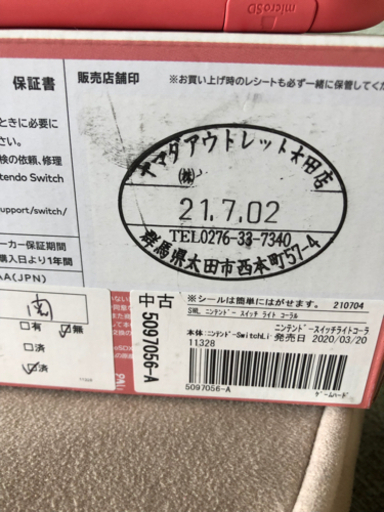 microSD
保証書
販売店舗印
※お買い上げ時のレシートも必ず一緒に保管してくだ
ときに必要に
さい。
検の依頼、修理
ntendo Switch
upport/switch/
ーカー保証期間
購入日より1年間
AA(JPN)
ヤマダアウトレット太田店
(株)
21.7.02
TEL0276-33-7340
群馬県太田市西本町57-4
□有 ☑無
□済
☑済
11328
中古
5097056-A
※シールは簡単にはがせます。 210704
SWL ニンテンドー スイッチ ライト コーラル
ニンテンドースイッチライトコーラ
本体:ニンテンドーSwitchLi 発売日 2020/03/20
11328
5097056-A
ゲームハード